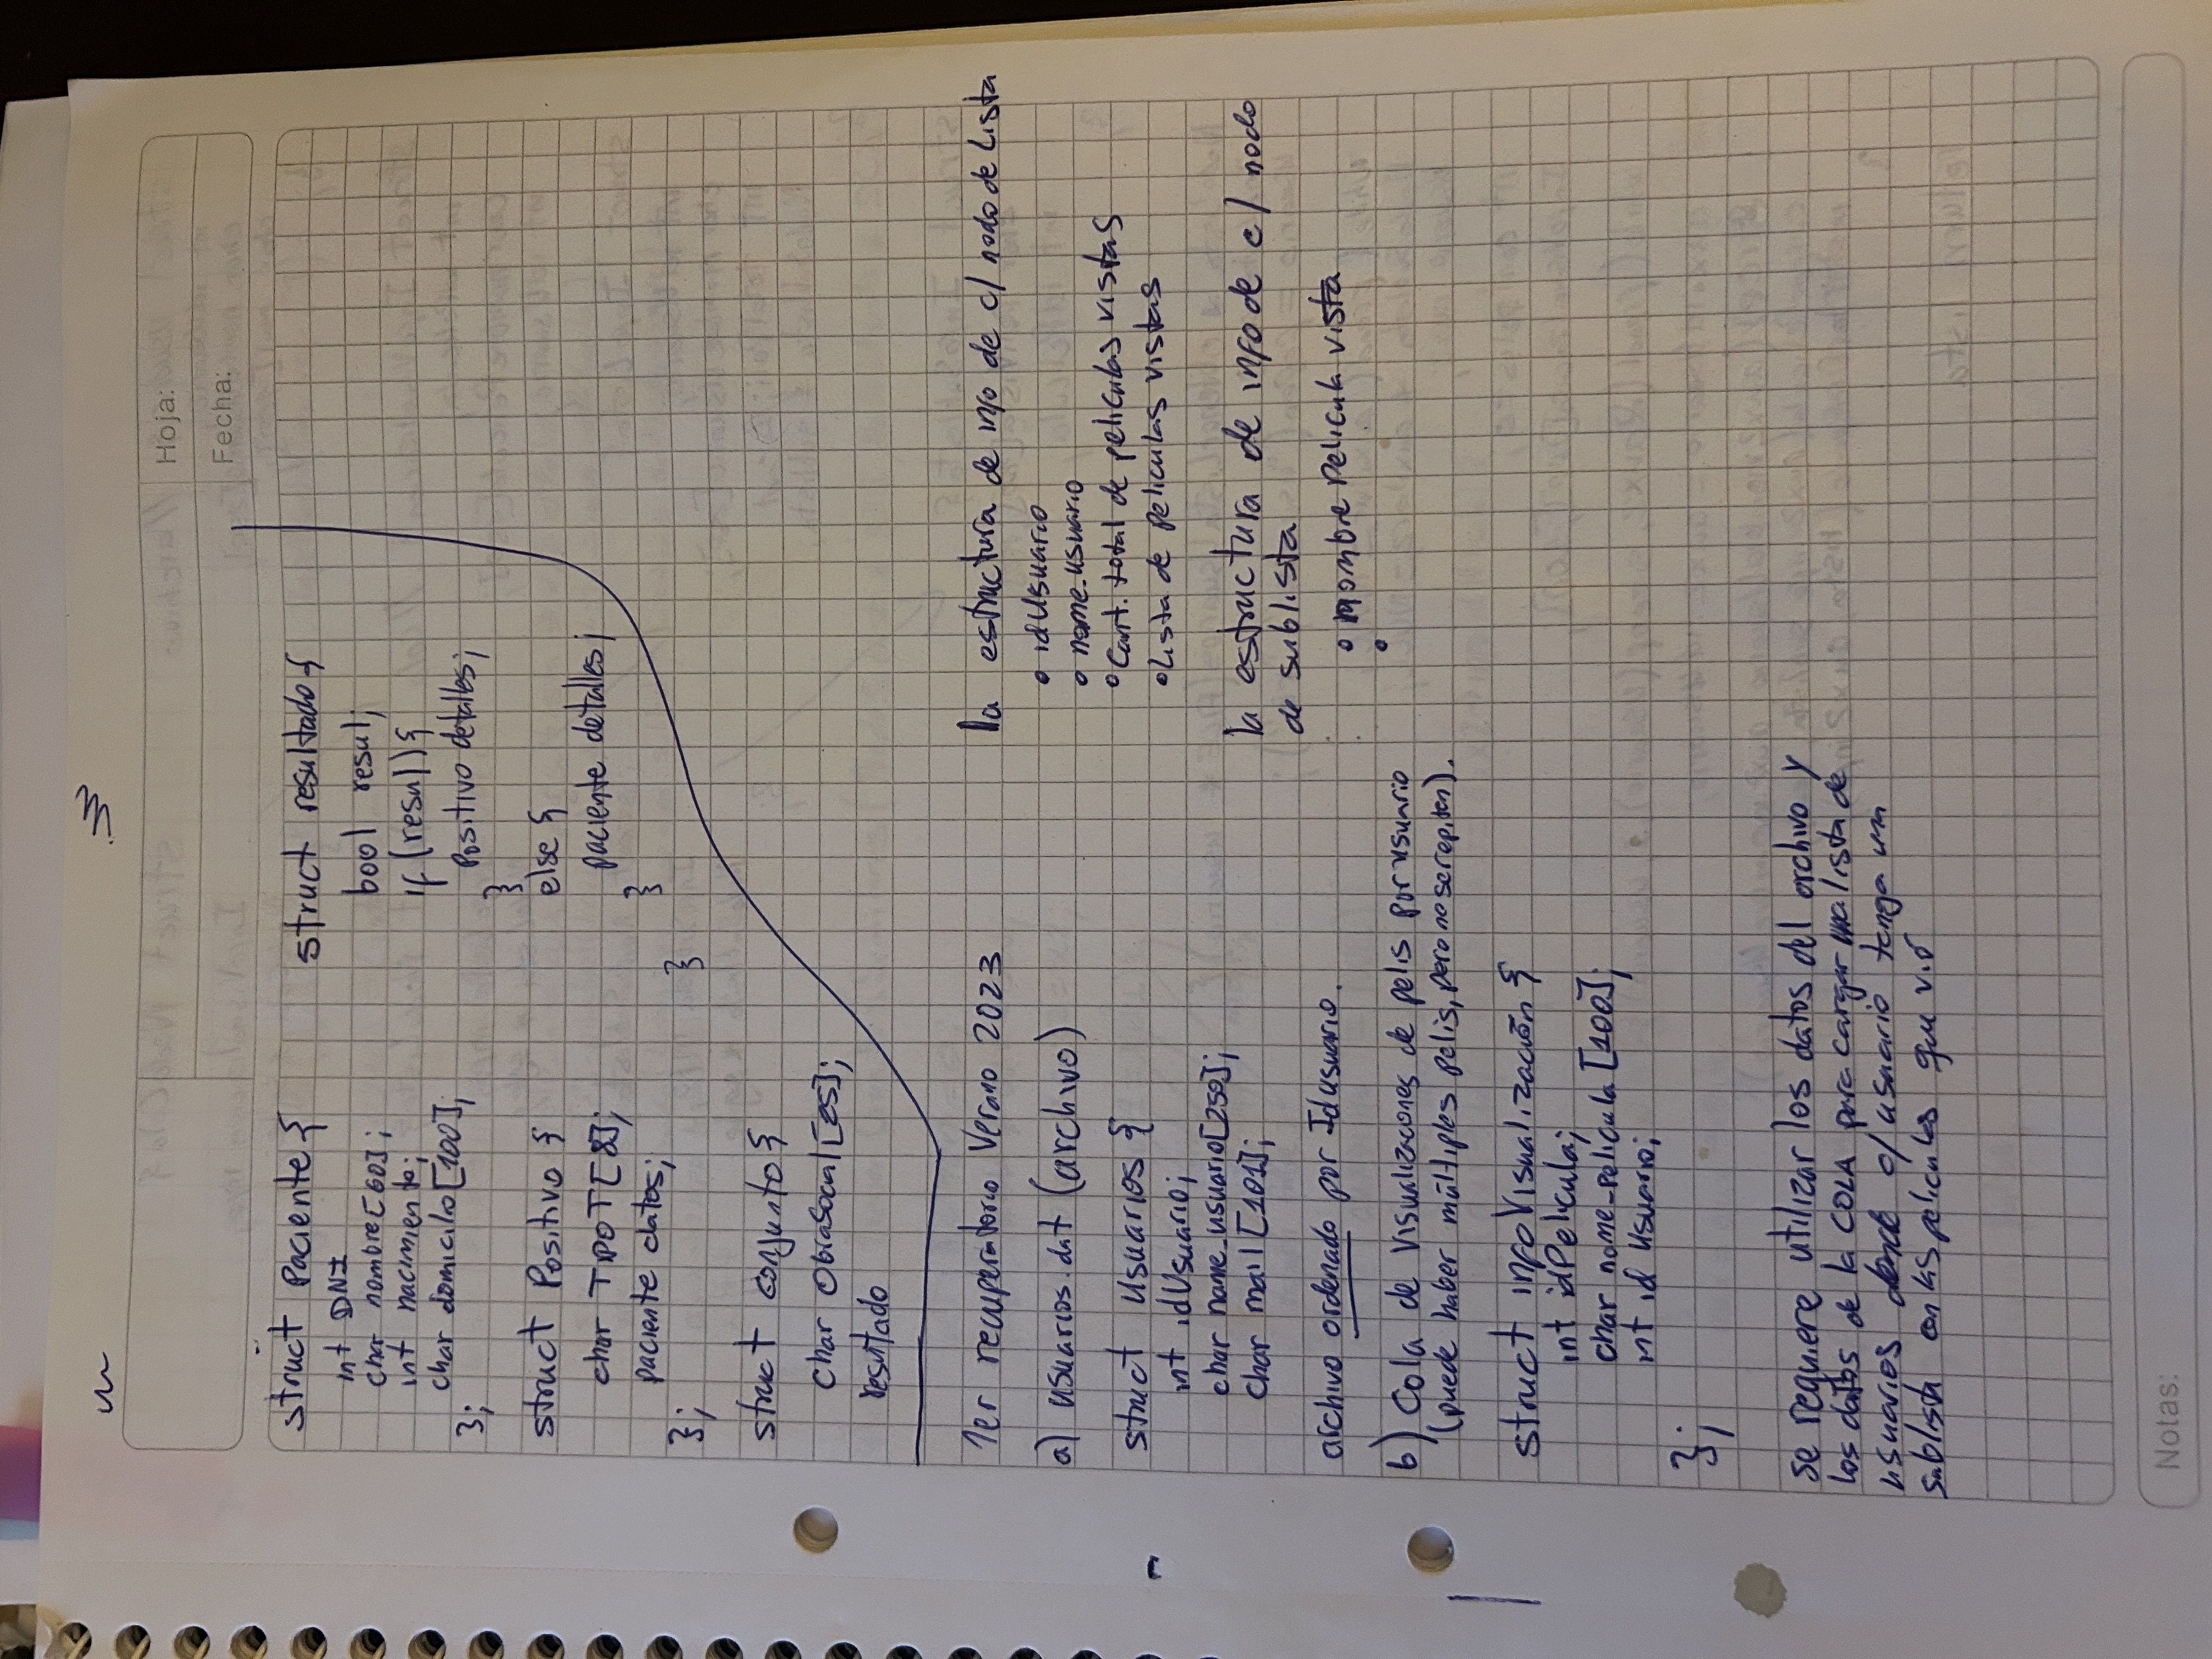 Hoja:
Fecha:
struct paciente {
int DNI
char nombre[60];
int nacimiento;
char domicilo[100];
};
struct Positivo {
char TIPOT[8];
paciente datos;
};
struct conjunto {
char ObraSocial[25];
resultado
struct resultado {
bool resul;
if (resul) {
Positivo detalles;
}
else {
paciente detalles;
}
}
1er recuperatorio Verano 2023
a) usuarios.dat (archivo)
struct Usuarios {
int idUsuario;
char name_usuario[250];
char mail[101];
archivo ordenado por Idusuario.
b) Cola de visualizaciones de pelis por usuario
(puede haber múltiples pelis, pero no se repiten).
struct infoVisualización {
int idPelicula;
char nome-pelicula [100];
int id Usuario;
};
se requiere utilizar los datos del archivo y
los datos de la COLA para cargar una lista de
usuarios donde c/ usuario tenga una
sublista con las peliculas que vió
la estructura de info de c/ nodo de Lista
• idUsuario
• nome_usuario
• Cant. total de peliculas vistas
• Lista de peliculas vistas
la estructura de info de c/ nodo
de sublista
• nombre Pelicula vista
•
Notas: